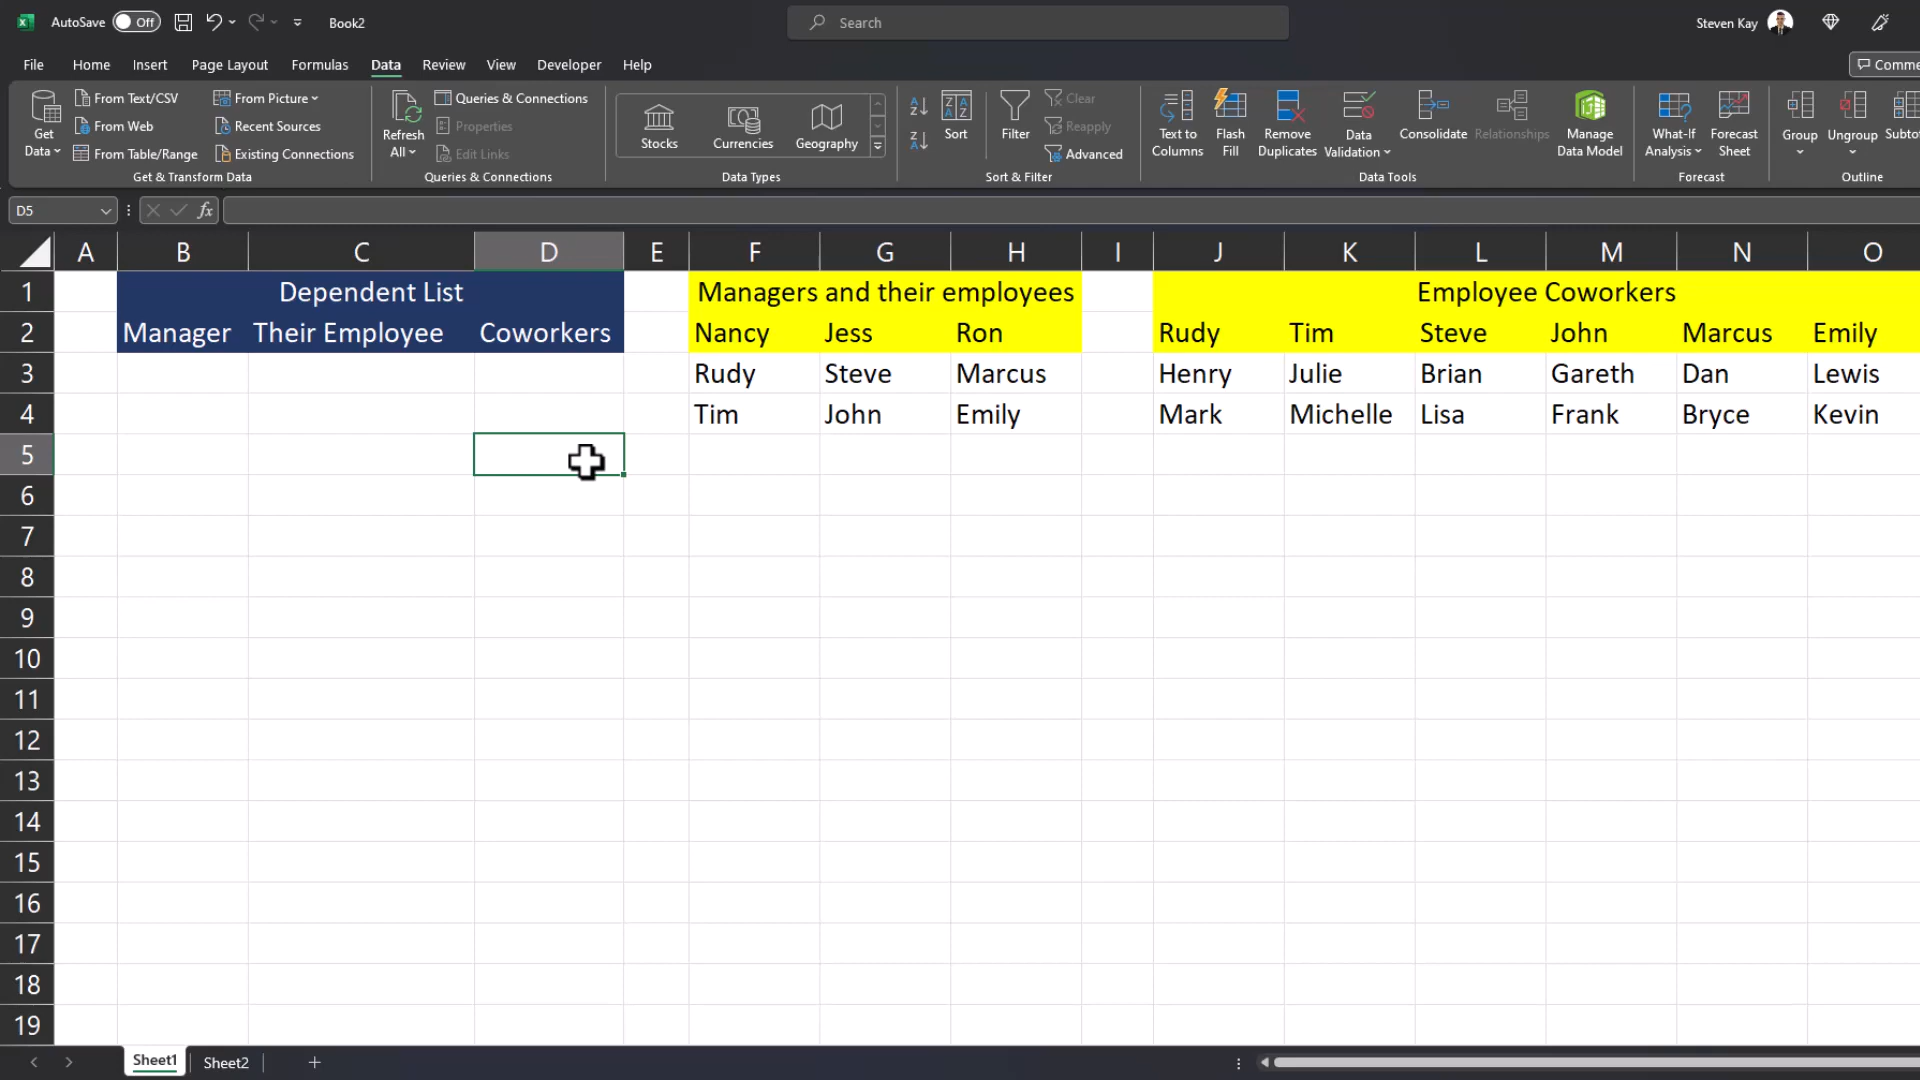 AutoSave Off Book2 Search Steven Kay
File Home Insert Page Layout Formulas Data Review View Developer Help
Get Data From Text/CSV From Web From Table/Range From Picture Recent Sources Existing Connections
Refresh All Queries & Connections Properties Edit Links
Stocks Currencies Geography
Sort Filter Clear Reapply Advanced
Text to Columns Flash Fill Remove Duplicates Data Validation Consolidate Relationships Manage Data Model
What-If Analysis Forecast Sheet
Group Ungroup
Get & Transform Data Queries & Connections Data Types Sort & Filter Data Tools Forecast Outline
D5 fx
A B C D E F G H I J K L M N O
1 Dependent List Managers and their employees Employee Coworkers
2 Manager Their Employee Coworkers Nancy Jess Ron Rudy Tim Steve John Marcus Emily
3 Rudy Steve Marcus Henry Julie Brian Gareth Dan Lewis
4 Tim John Emily Mark Michelle Lisa Frank Bryce Kevin
5
6
7
8
9
10
11
12
13
14
15
16
17
18
19
Sheet1 Sheet2